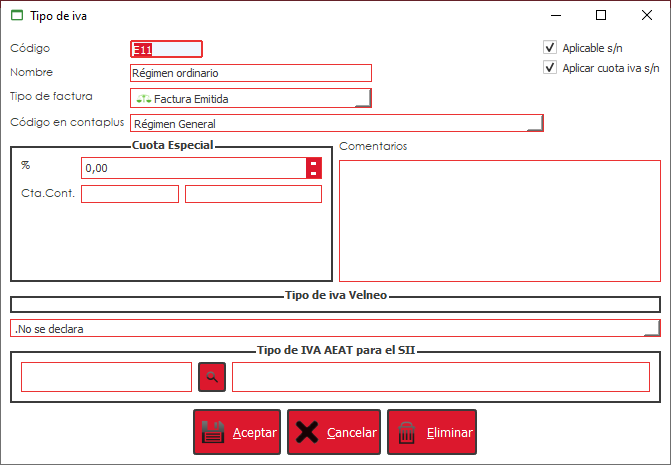 Tipo de iva
Código
E11
Aplicable s/n
Nombre
Régimen ordinario
Aplicar cuota iva s/n
Tipo de factura
Factura Emitida
Código en contaplus
Régimen General
Cuota Especial
Comentarios
%
0,00
Cta.Cont.
Tipo de iva Velneo
.No se declara
Tipo de IVA AEAT para el SII
Aceptar
Cancelar
Eliminar